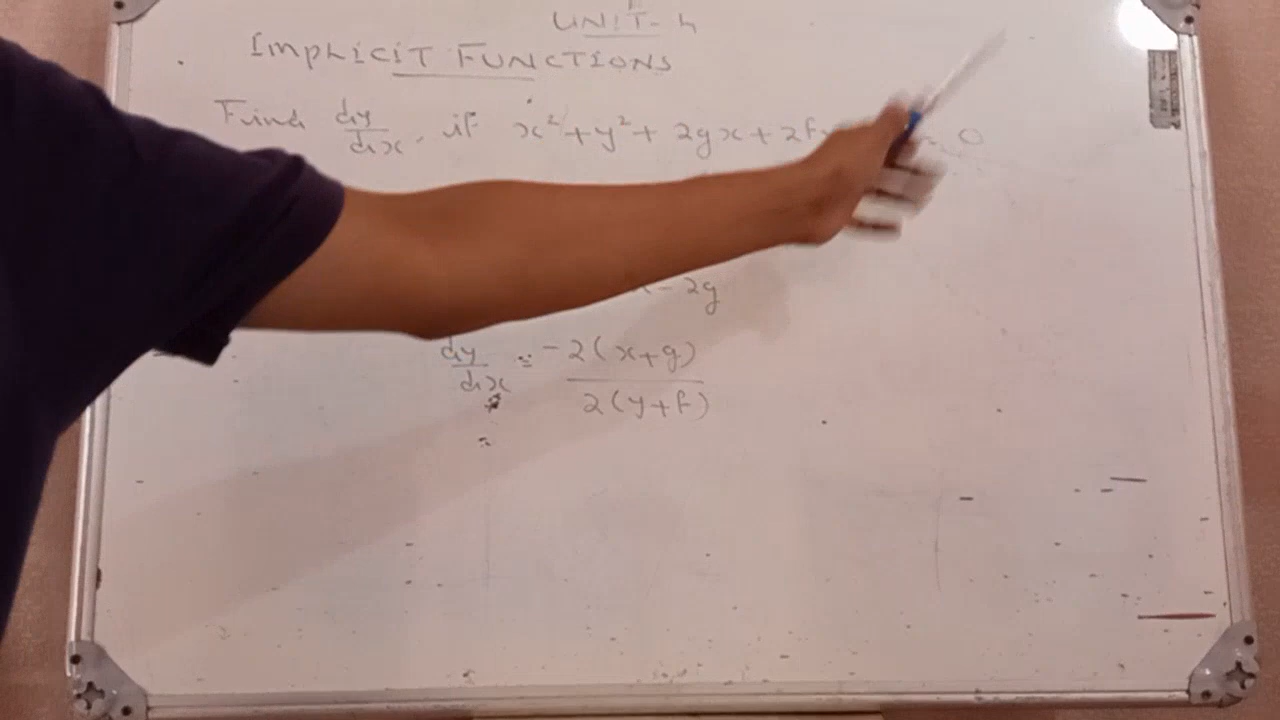 UNIT-4
IMPLICIT FUNCTIONS
Find dy/dx, if x² + y² + 2gx + 2f = 0
- 2g
dy/dx = -2(x+g)/2(y+f)
=